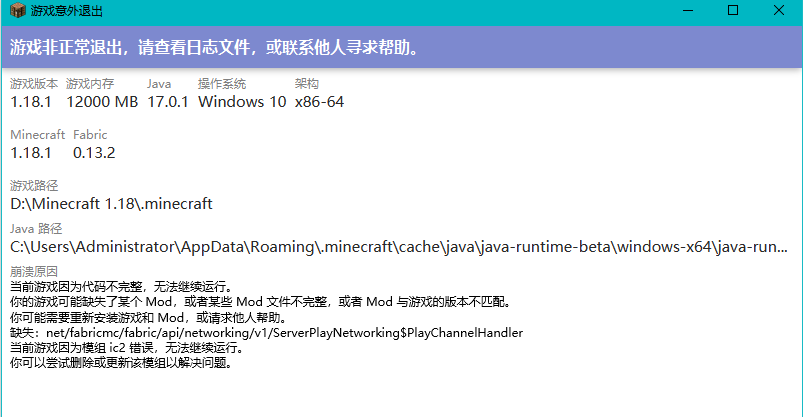 游戏意外退出
游戏非正常退出，请查看日志文件，或联系他人寻求帮助。
游戏版本 游戏内存 Java 操作系统 架构
1.18.1 12000 MB 17.0.1 Windows 10 x86-64
Minecraft Fabric
1.18.1 0.13.2
游戏路径
D:\Minecraft 1.18\.minecraft
Java 路径
C:\Users\Administrator\AppData\Roaming\.minecraft\cache\java\java-runtime-beta\windows-x64\java-run...
崩溃原因
当前游戏因为代码不完整，无法继续运行。
你的游戏可能缺失了某个 Mod，或者某些 Mod 文件不完整，或者 Mod 与游戏的版本不匹配。
你可能需要重新安装游戏和 Mod，或请求他人帮助。
缺失：net/fabricmc/fabric/api/networking/v1/ServerPlayNetworking$PlayChannelHandler
当前游戏因为模组 ic2 错误，无法继续运行。
你可以尝试删除或更新该模组以解决问题。